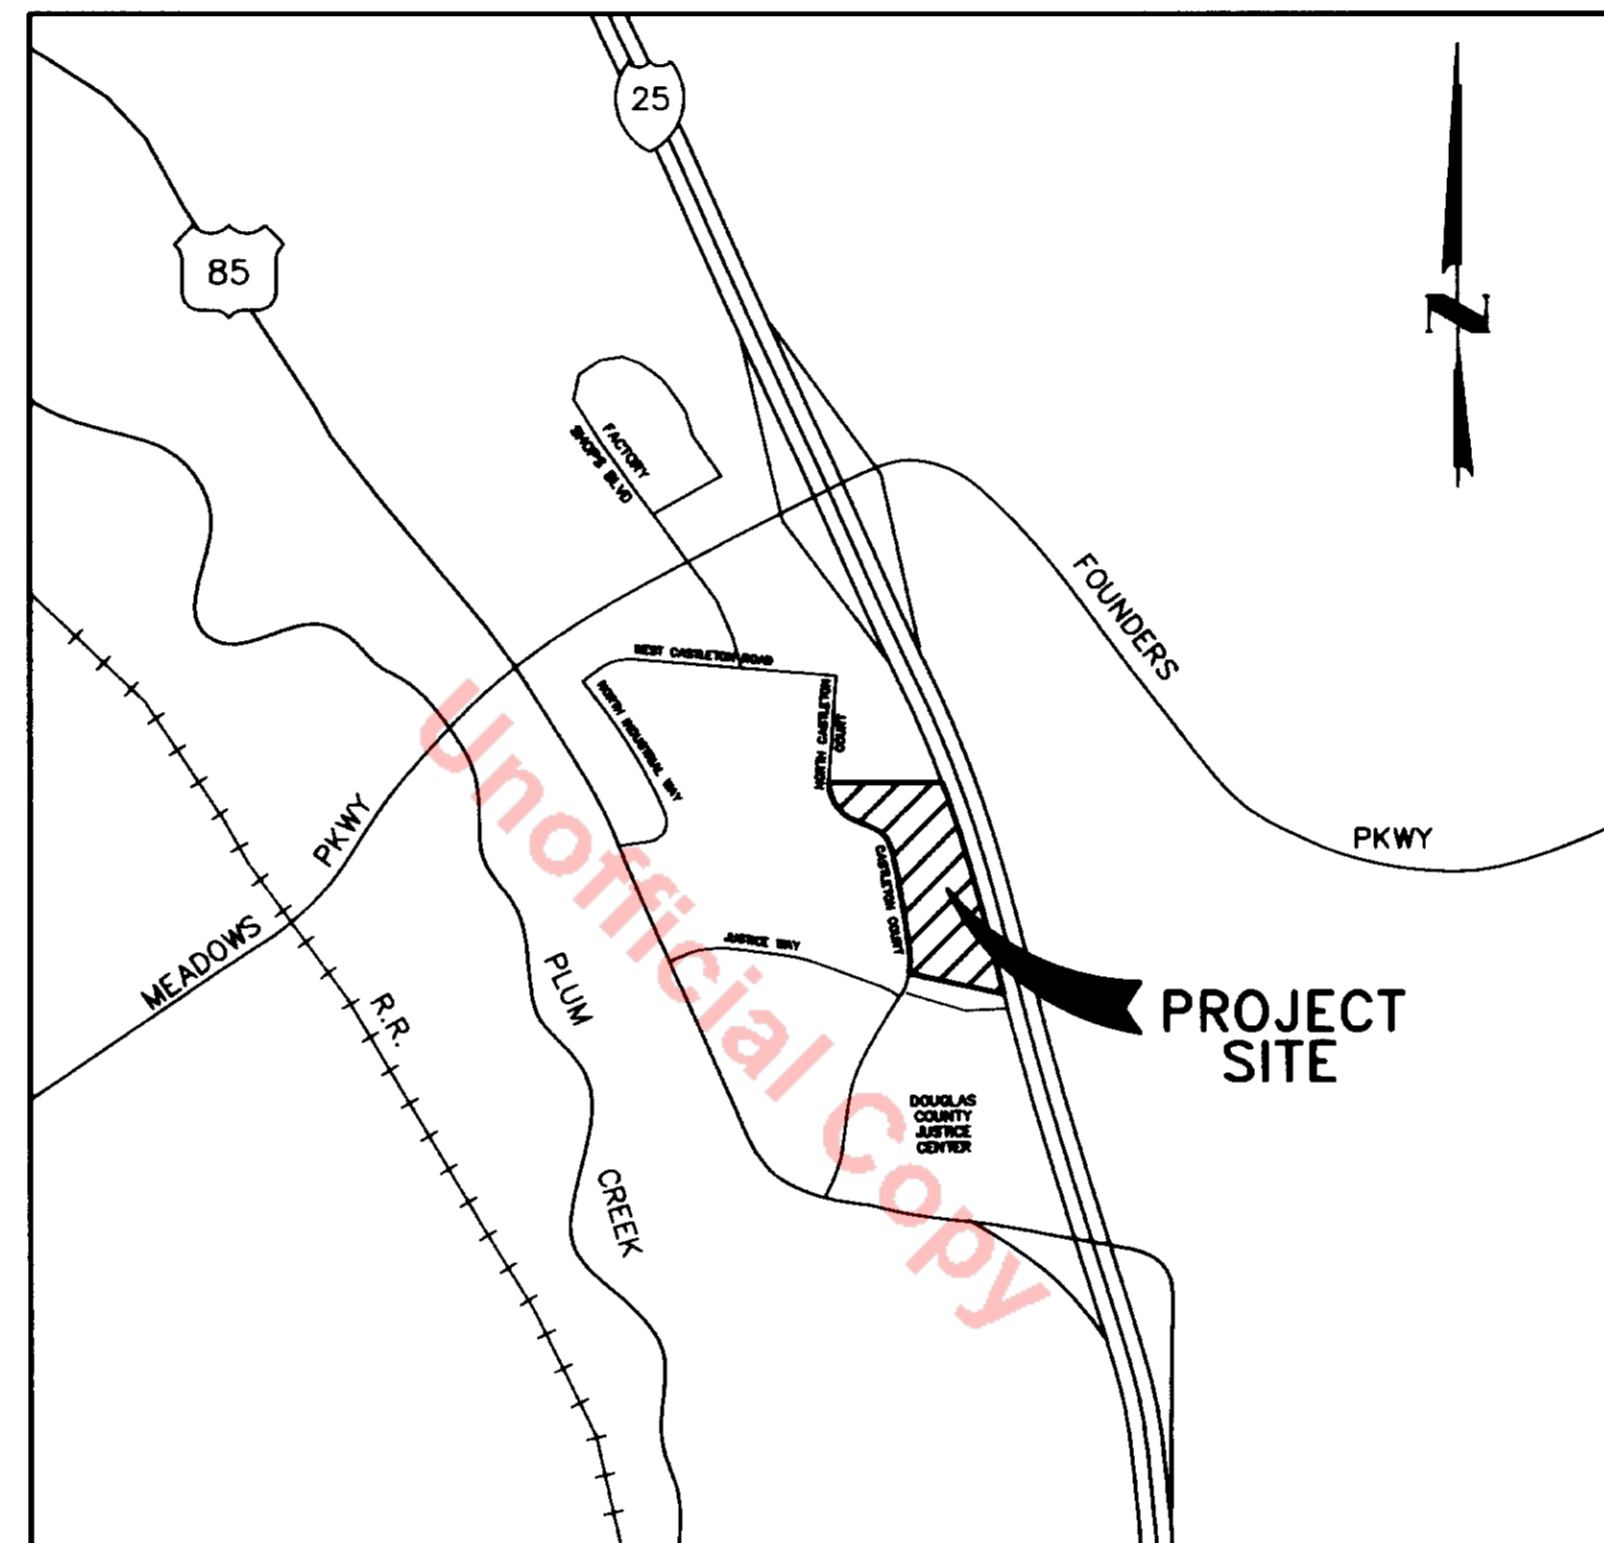 25
85
N
FACTORY
SHOPS BLVD
FOUNDERS
WEST CASTLETON ROAD
NORTH INDUSTRIAL WAY
NORTH CASTLETON
COURT
PKWY
PKWY
CASTLETON COURT
MEADOWS
JUSTICE WAY
PLUM
R.R.
PROJECT
SITE
DOUGLAS
COUNTY
JUSTICE
CENTER
CREEK
Unofficial Copy